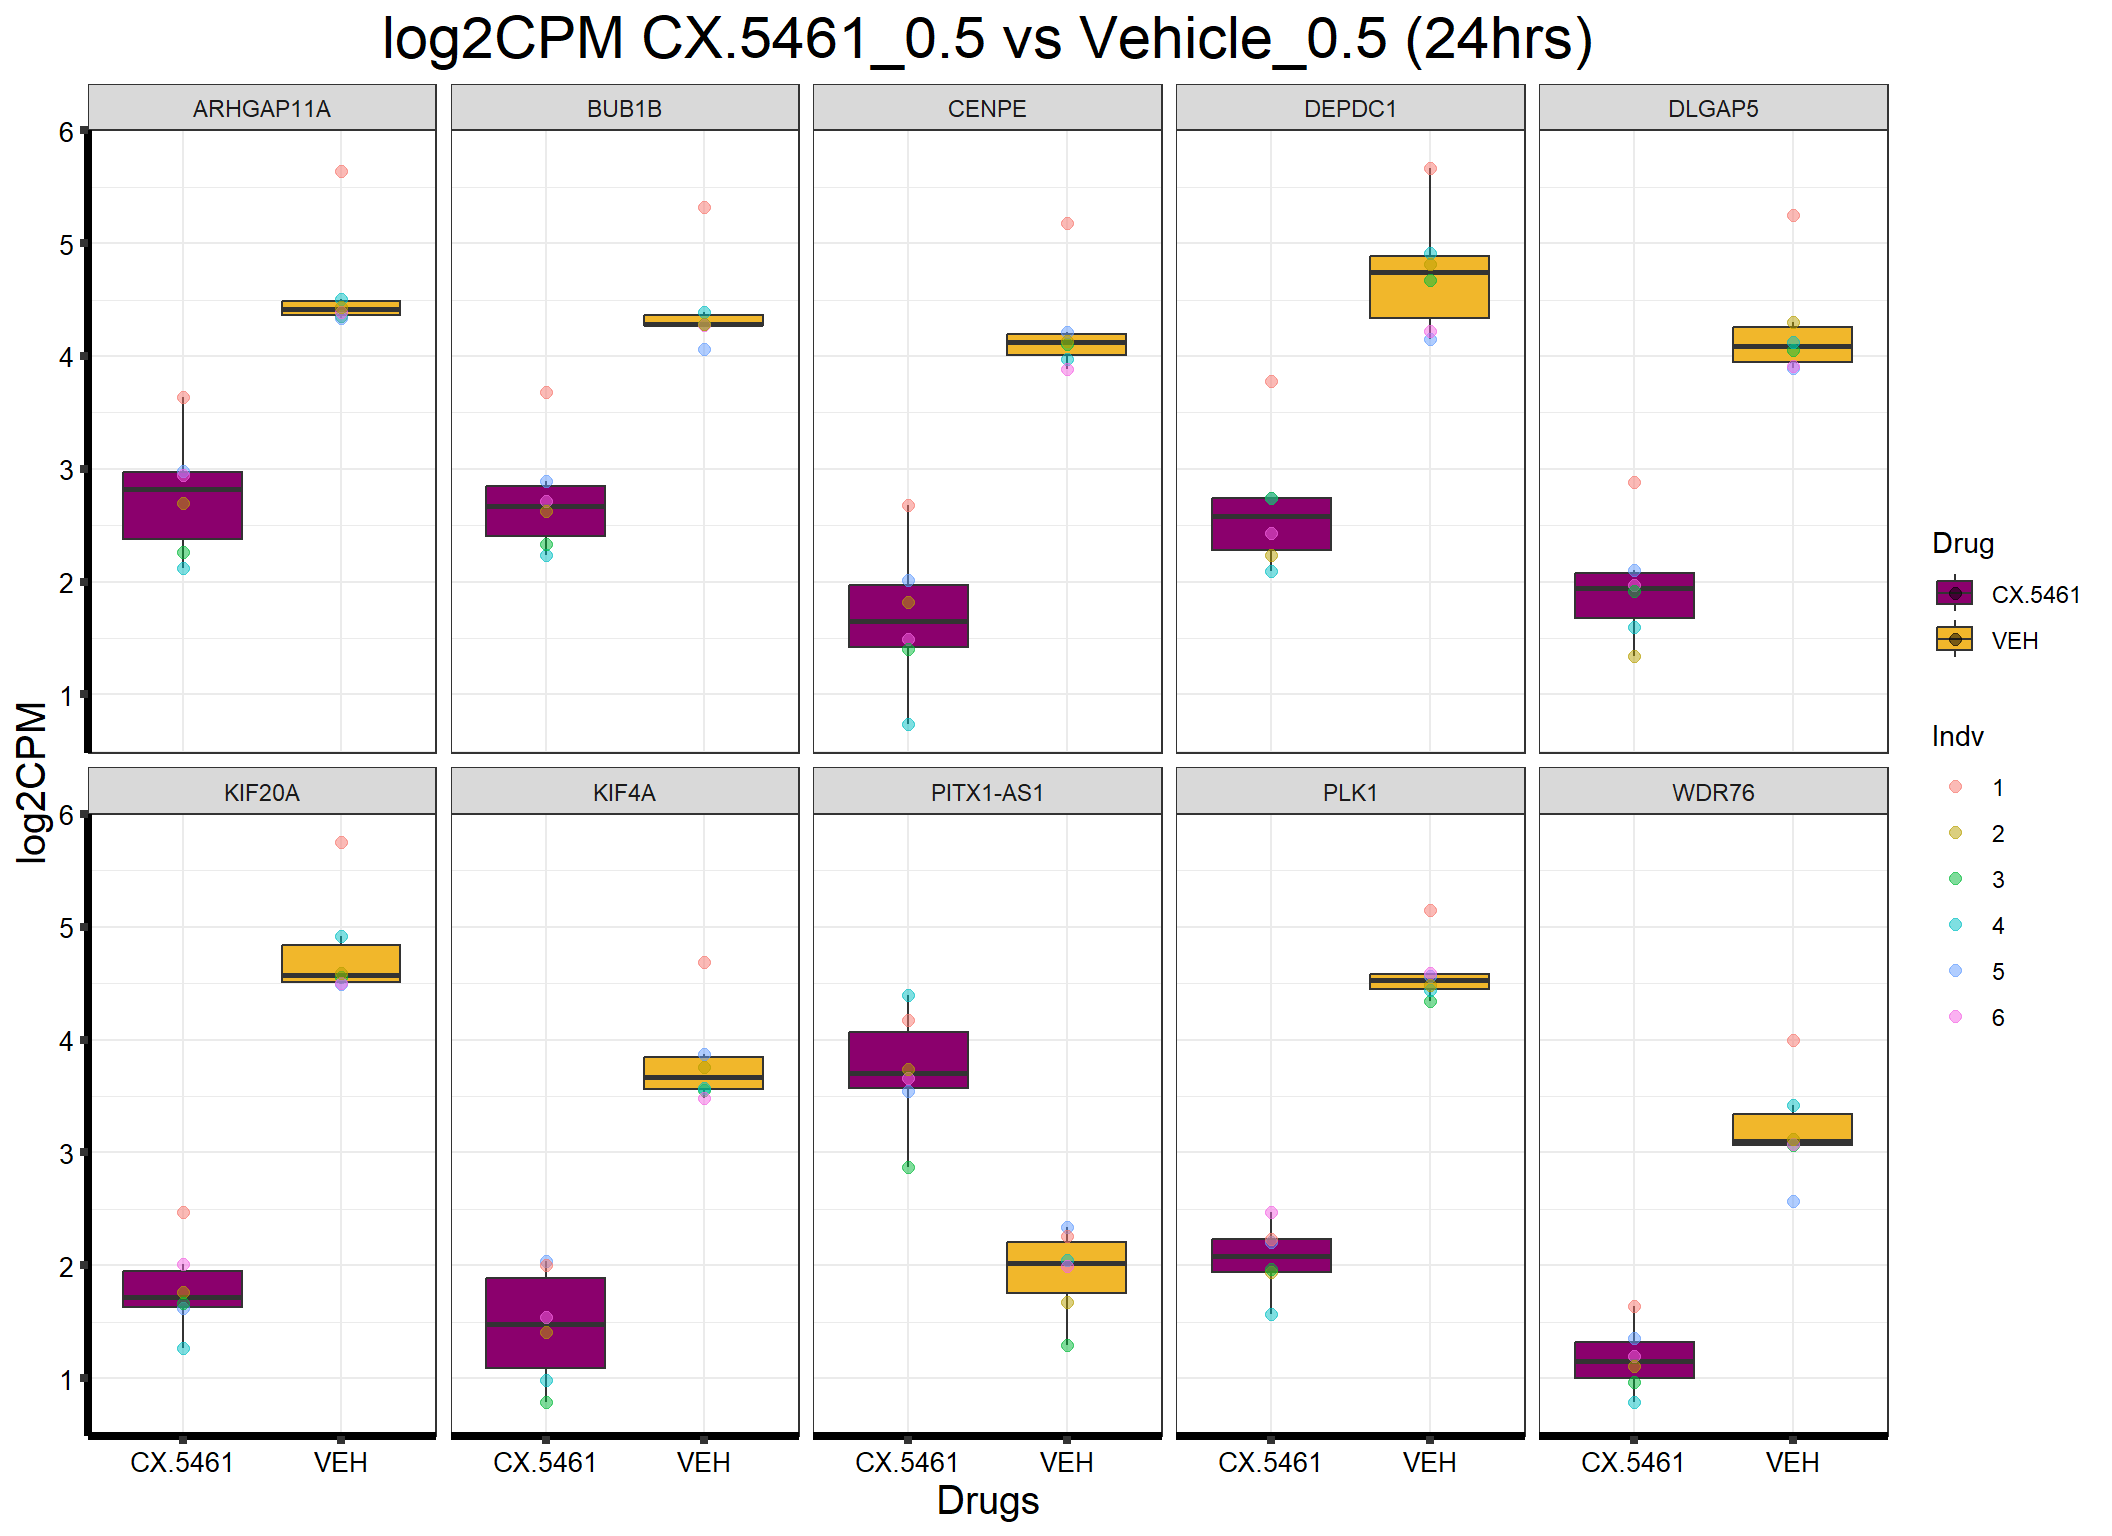 log2CPM CX.5461_0.5 vs Vehicle_0.5 (24hrs)
ARHGAP11A BUB1B CENPE DEPDC1 DLGAP5
6
5
4
3
2
1
KIF20A KIF4A PITX1-AS1 PLK1 WDR76
6
5
4
3
2
1
log2CPM
CX.5461 VEH CX.5461 VEH CX.5461 VEH CX.5461 VEH CX.5461 VEH
Drugs
Drug
CX.5461
VEH
Indv
1
2
3
4
5
6